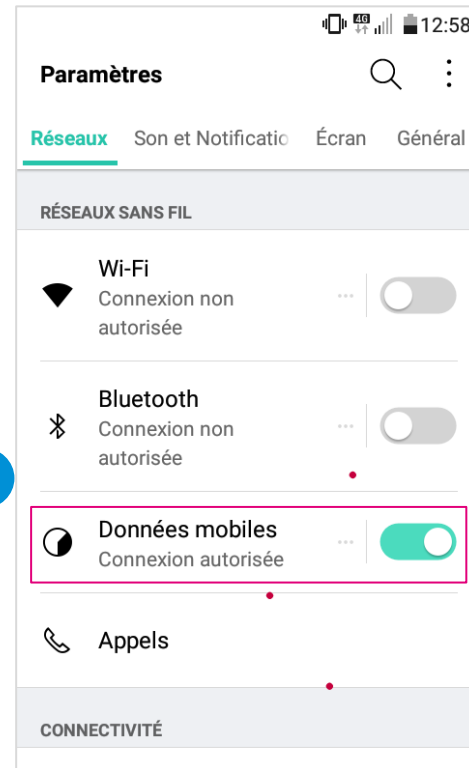 4G 12:58
Paramètres
Réseaux Son et Notificatio Écran Général
RÉSEAUX SANS FIL
Wi-Fi
Connexion non
autorisée
Bluetooth
Connexion non
autorisée
Données mobiles
Connexion autorisée
Appels
CONNECTIVITÉ